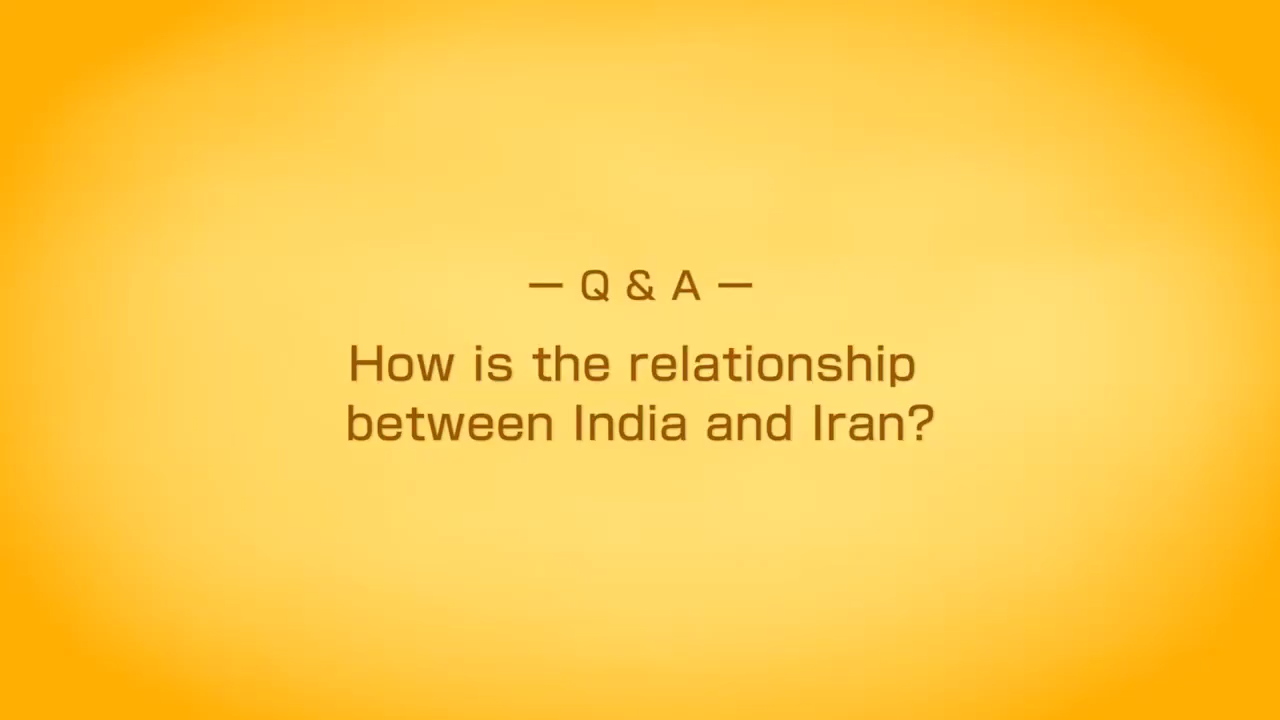 — Q & A —
How is the relationship
between India and Iran?